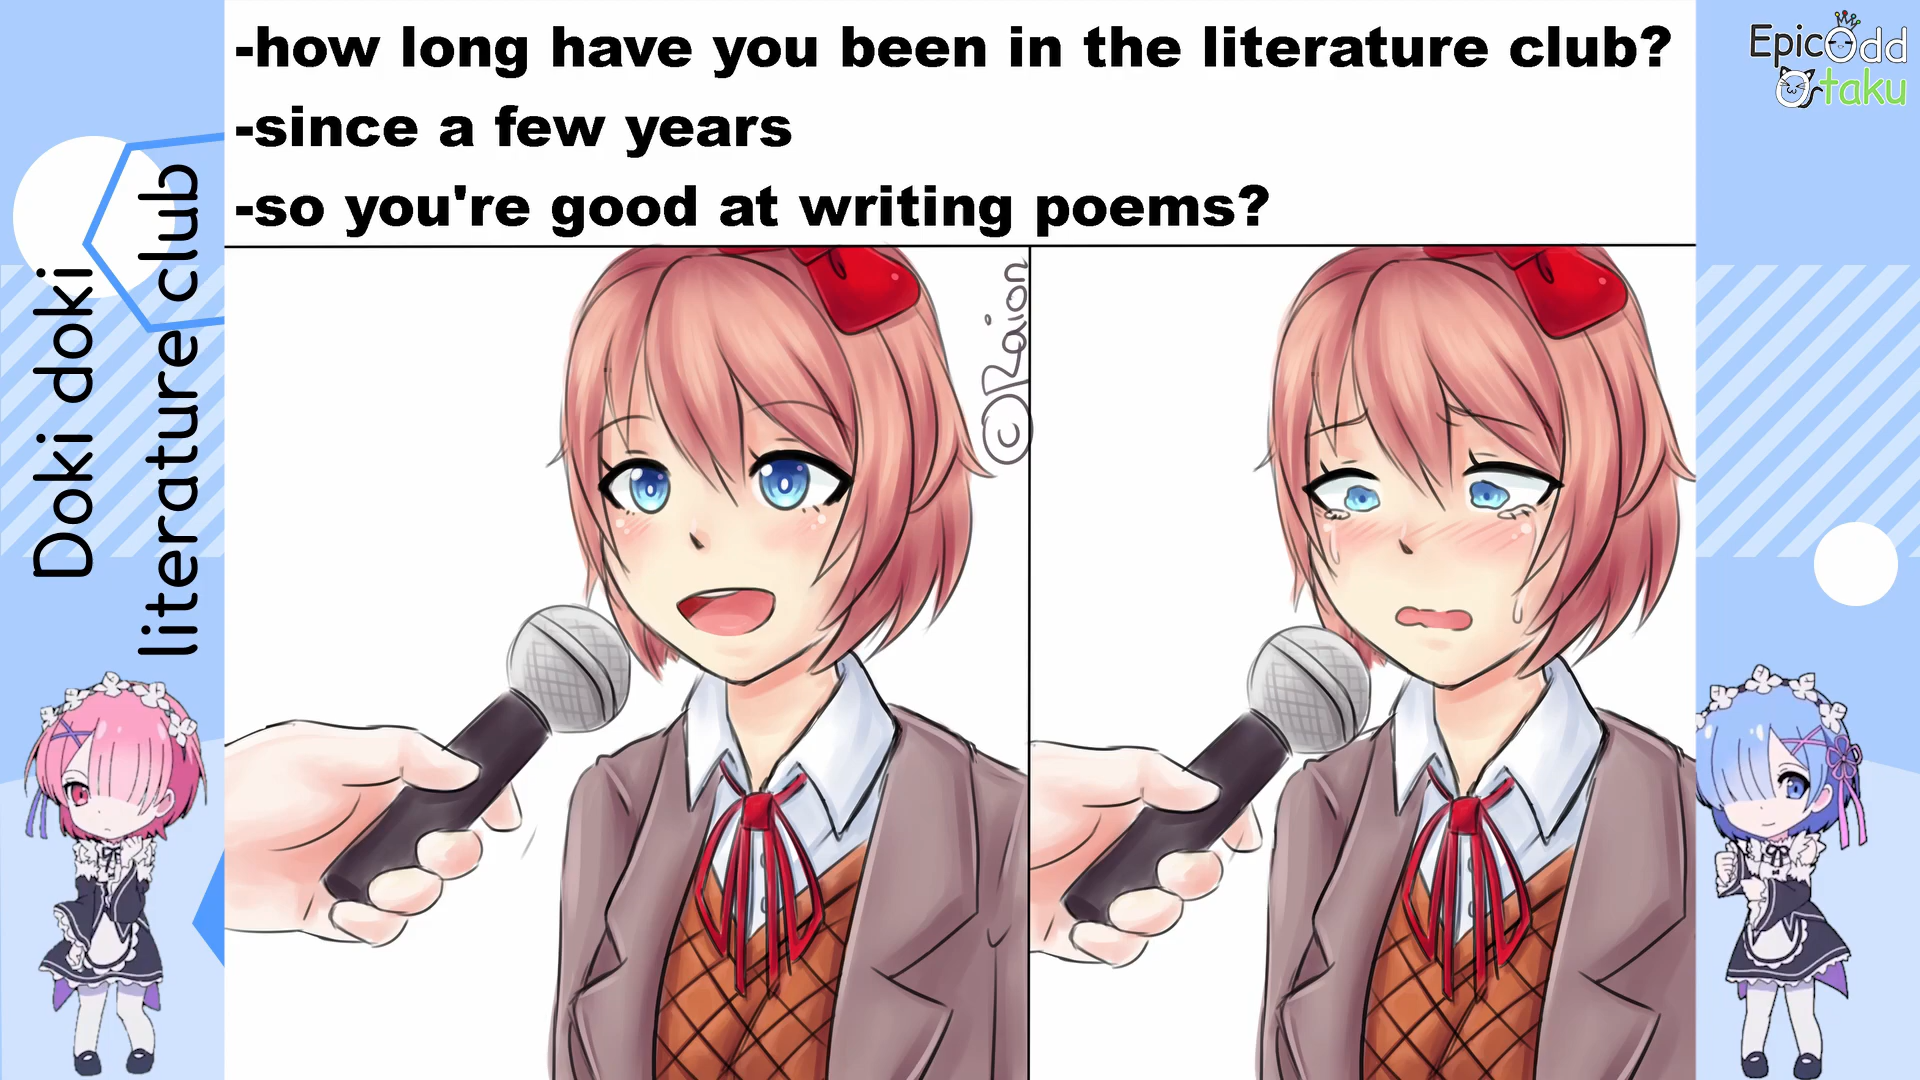 -how long have you been in the literature club?
-since a few years
-so you're good at writing poems?
EpicOdd
Otaku
Doki doki
literature club
©Raion